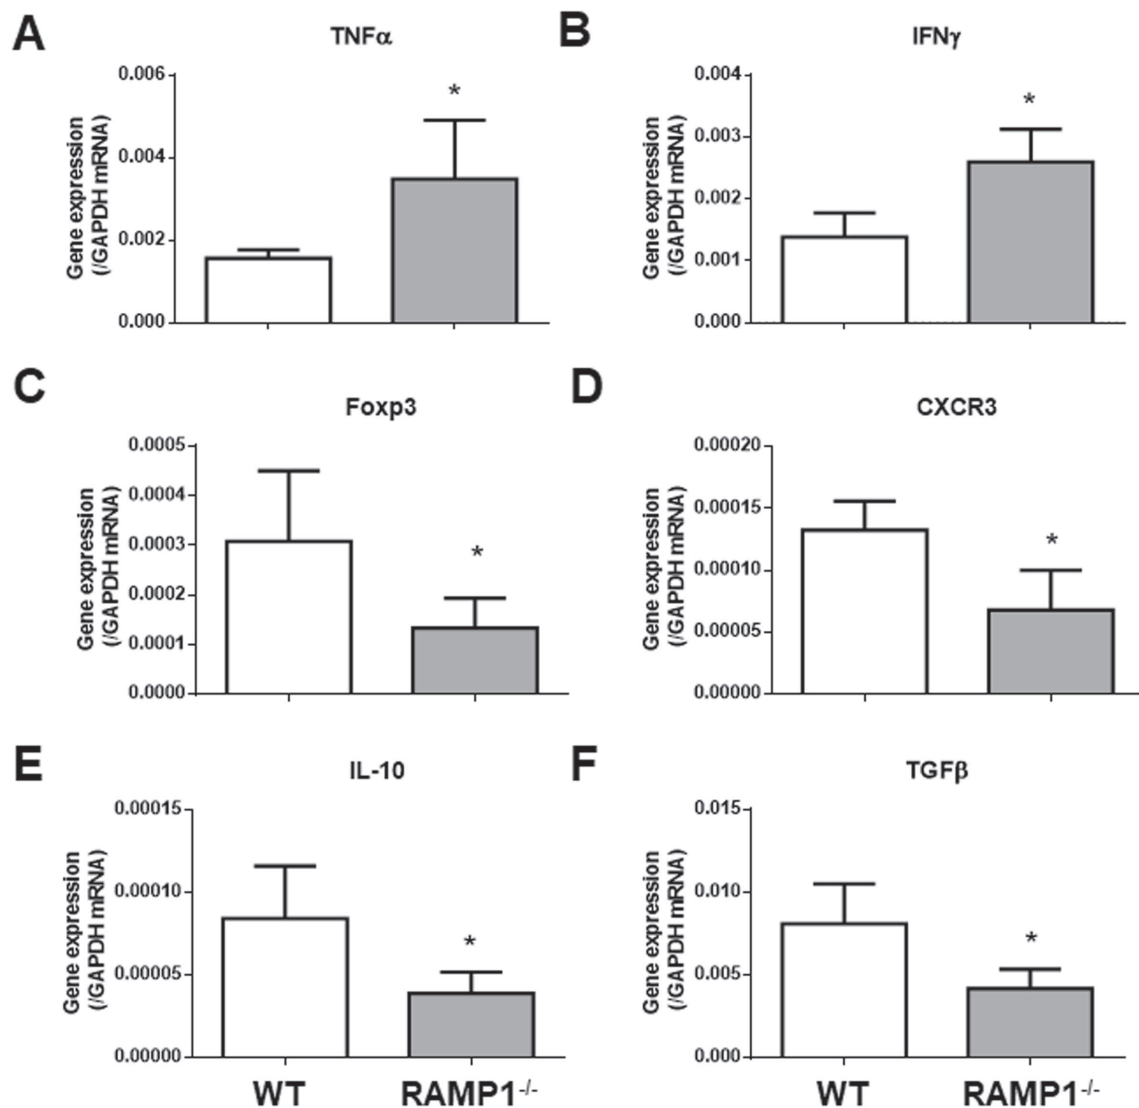 A
TNFα
Gene expression
(/GAPDH mRNA)
0.006
0.004
0.002
0.000
*
B
IFNγ
Gene expression
(/GAPDH mRNA)
0.004
0.003
0.002
0.001
0.000
*
C
Foxp3
Gene expression
(/GAPDH mRNA)
0.0005
0.0004
0.0003
0.0002
0.0001
0.0000
*
D
CXCR3
Gene expression
(/GAPDH mRNA)
0.00020
0.00015
0.00010
0.00005
0.00000
*
E
IL-10
Gene expression
(/GAPDH mRNA)
0.00015
0.00010
0.00005
0.00000
*
WT RAMP1-/-
F
TGFβ
Gene expression
(/GAPDH mRNA)
0.015
0.010
0.005
0.000
*
WT RAMP1-/-